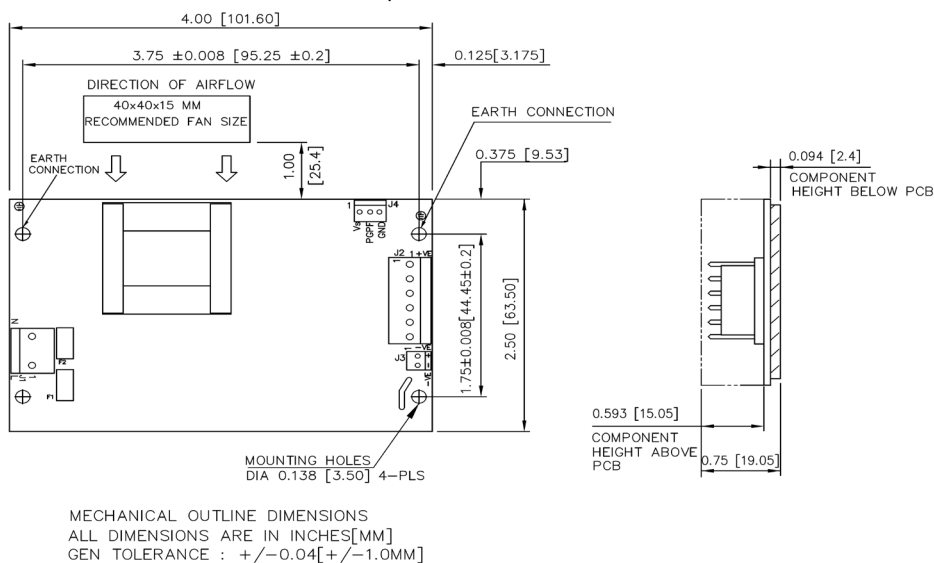 4.00 [101.60]
3.75 ±0.008 [95.25 ±0.2]
0.125[3.175]
DIRECTION OF AIRFLOW
40x40x15 MM
RECOMMENDED FAN SIZE
EARTH CONNECTION
EARTH
CONNECTION
1.00
[25.4]
0.375 [9.53]
0.094 [2.4]
COMPONENT
HEIGHT BELOW PCB
1
J4
Vs
PGPF
GND
J2
1
+VE
1
1.75±0.008[44.45±0.2]
2.50 [63.50]
N
F2
L
1
J1
F1
1
-VE
J3
+
-
-VE
0.593 [15.05]
COMPONENT
HEIGHT ABOVE
PCB
0.75 [19.05]
MOUNTING HOLES
DIA 0.138 [3.50] 4-PLS
MECHANICAL OUTLINE DIMENSIONS
ALL DIMENSIONS ARE IN INCHES[MM]
GEN TOLERANCE : +/-0.04[+/-1.0MM]